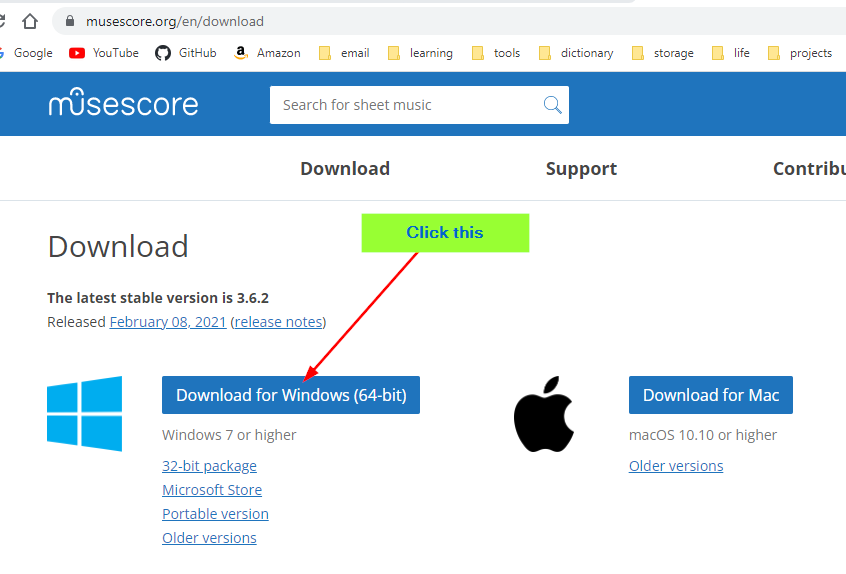 musescore.org/en/download
Google YouTube GitHub Amazon email learning tools dictionary storage life projects
musescore Search for sheet music
Download Support Contribu
Click this
Download
The latest stable version is 3.6.2
Released February 08, 2021 (release notes)
Download for Windows (64-bit) Download for Mac
Windows 7 or higher macOS 10.10 or higher
32-bit package Older versions
Microsoft Store
Portable version
Older versions